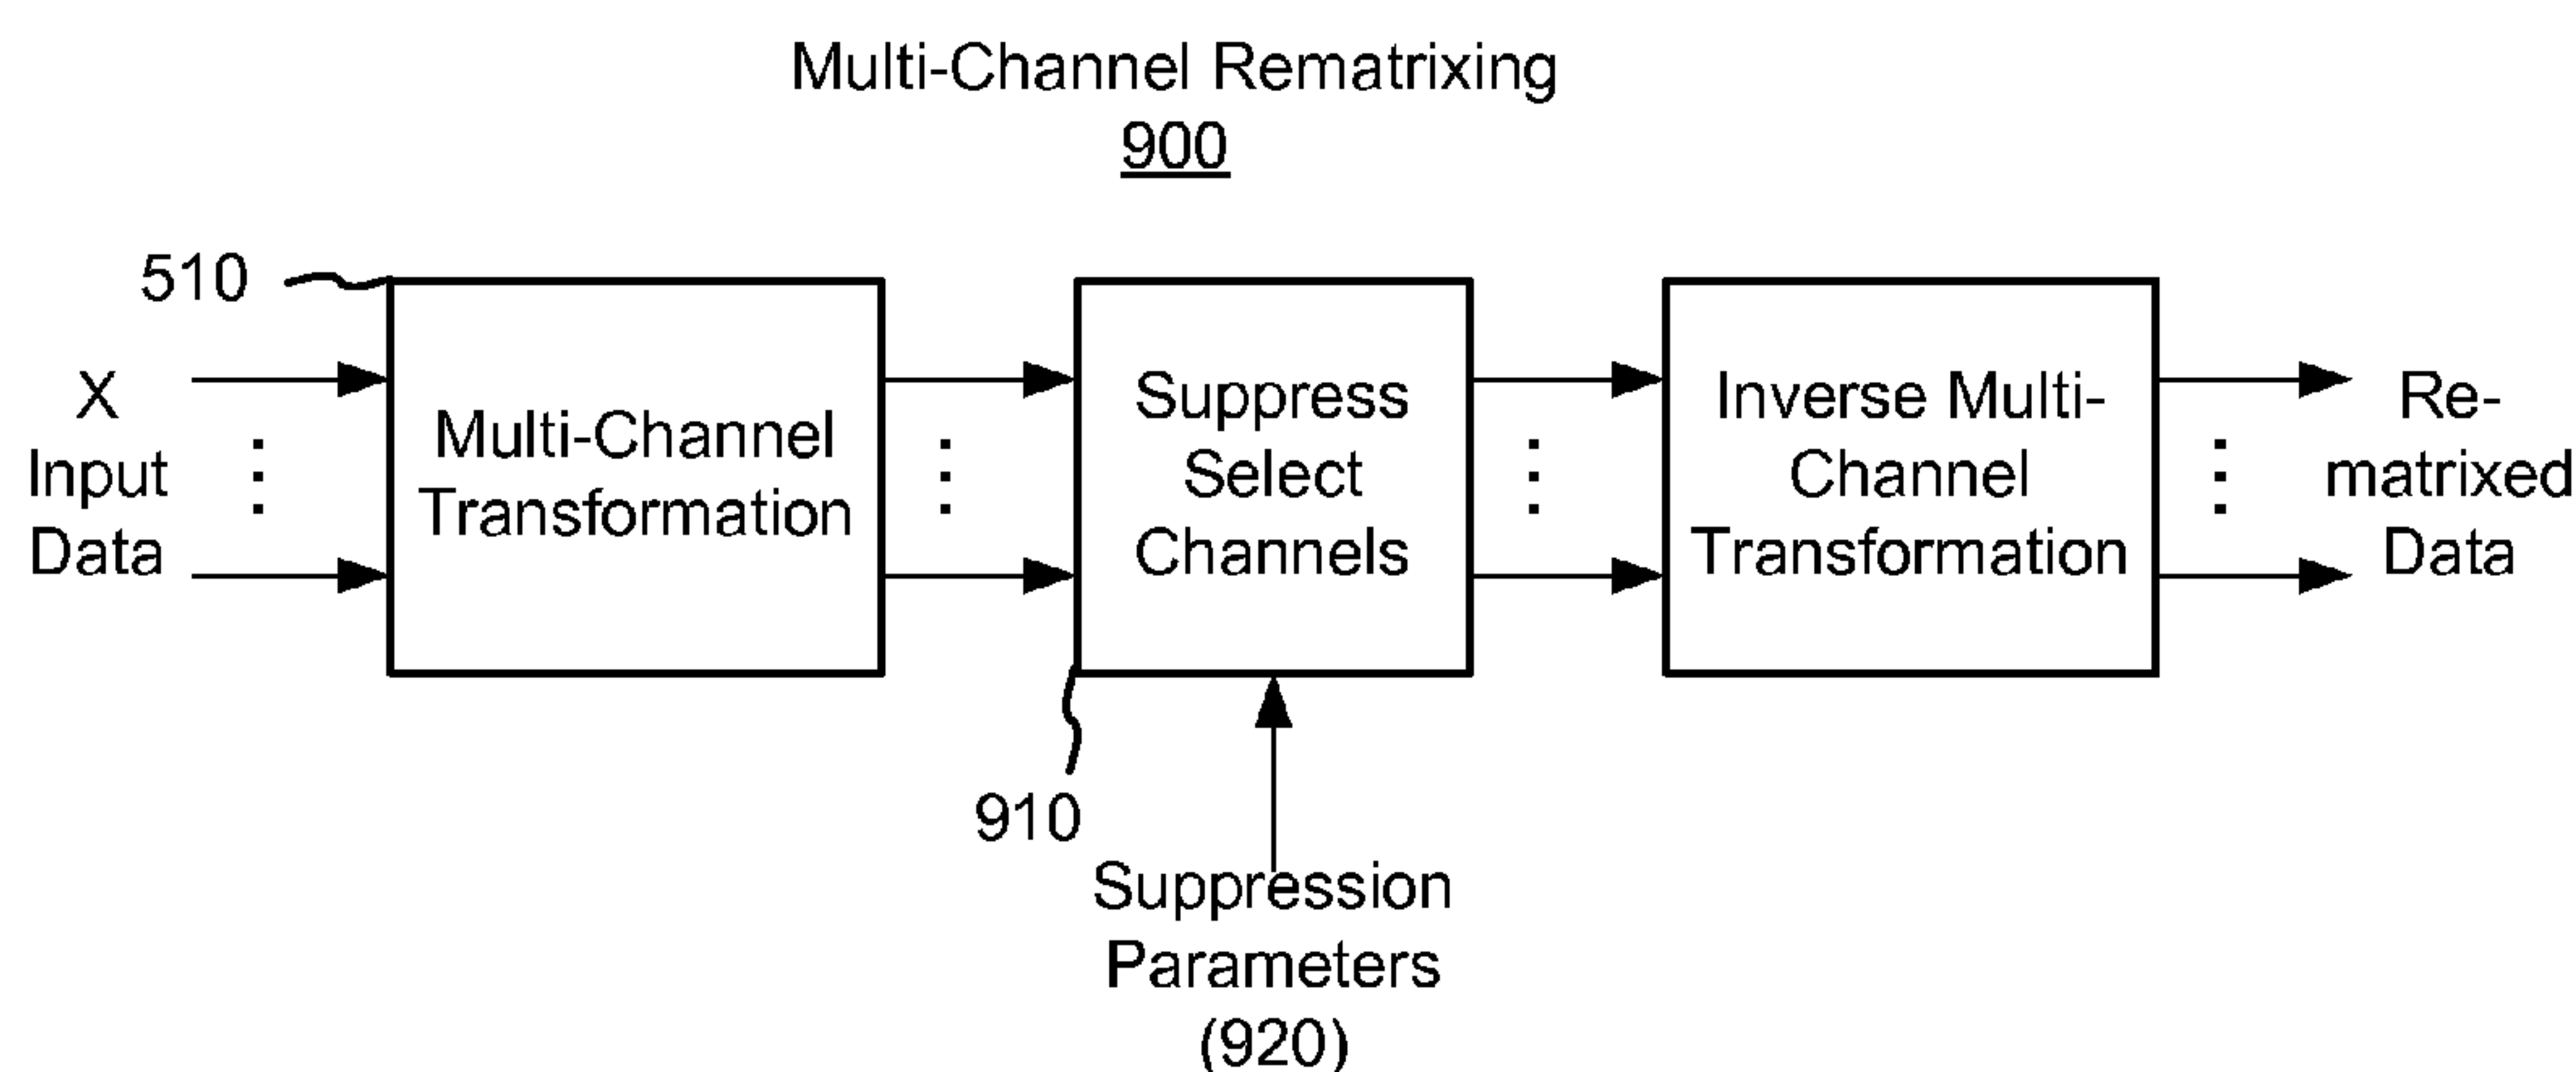 Multi-Channel Rematrixing
900
510
X
Input
Data
Multi-Channel
Transformation
Suppress
Select
Channels
Inverse Multi-
Channel
Transformation
Re-
matrixed
Data
910
Suppression
Parameters
(920)